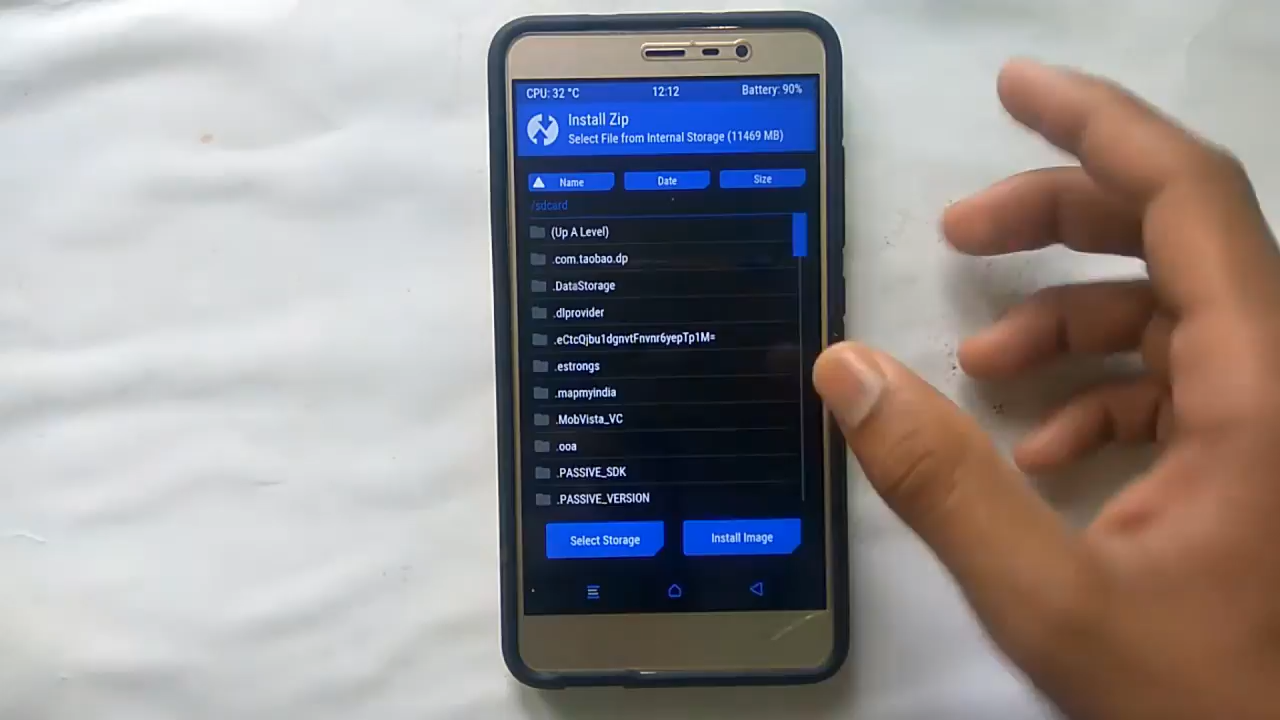 CPU: 32 °C 12:12 Battery: 90%
Install Zip
Select File from Internal Storage (11469 MB)
Name Date Size
/sdcard
(Up A Level)
.com.taobao.dp
.DataStorage
.dlprovider
.eCtcQjbu1dgnvtFnvnr6yepTp1M=
.estrongs
.mapmyindia
.MobVista_VC
.ooa
.PASSIVE_SDK
.PASSIVE_VERSION
Select Storage Install Image